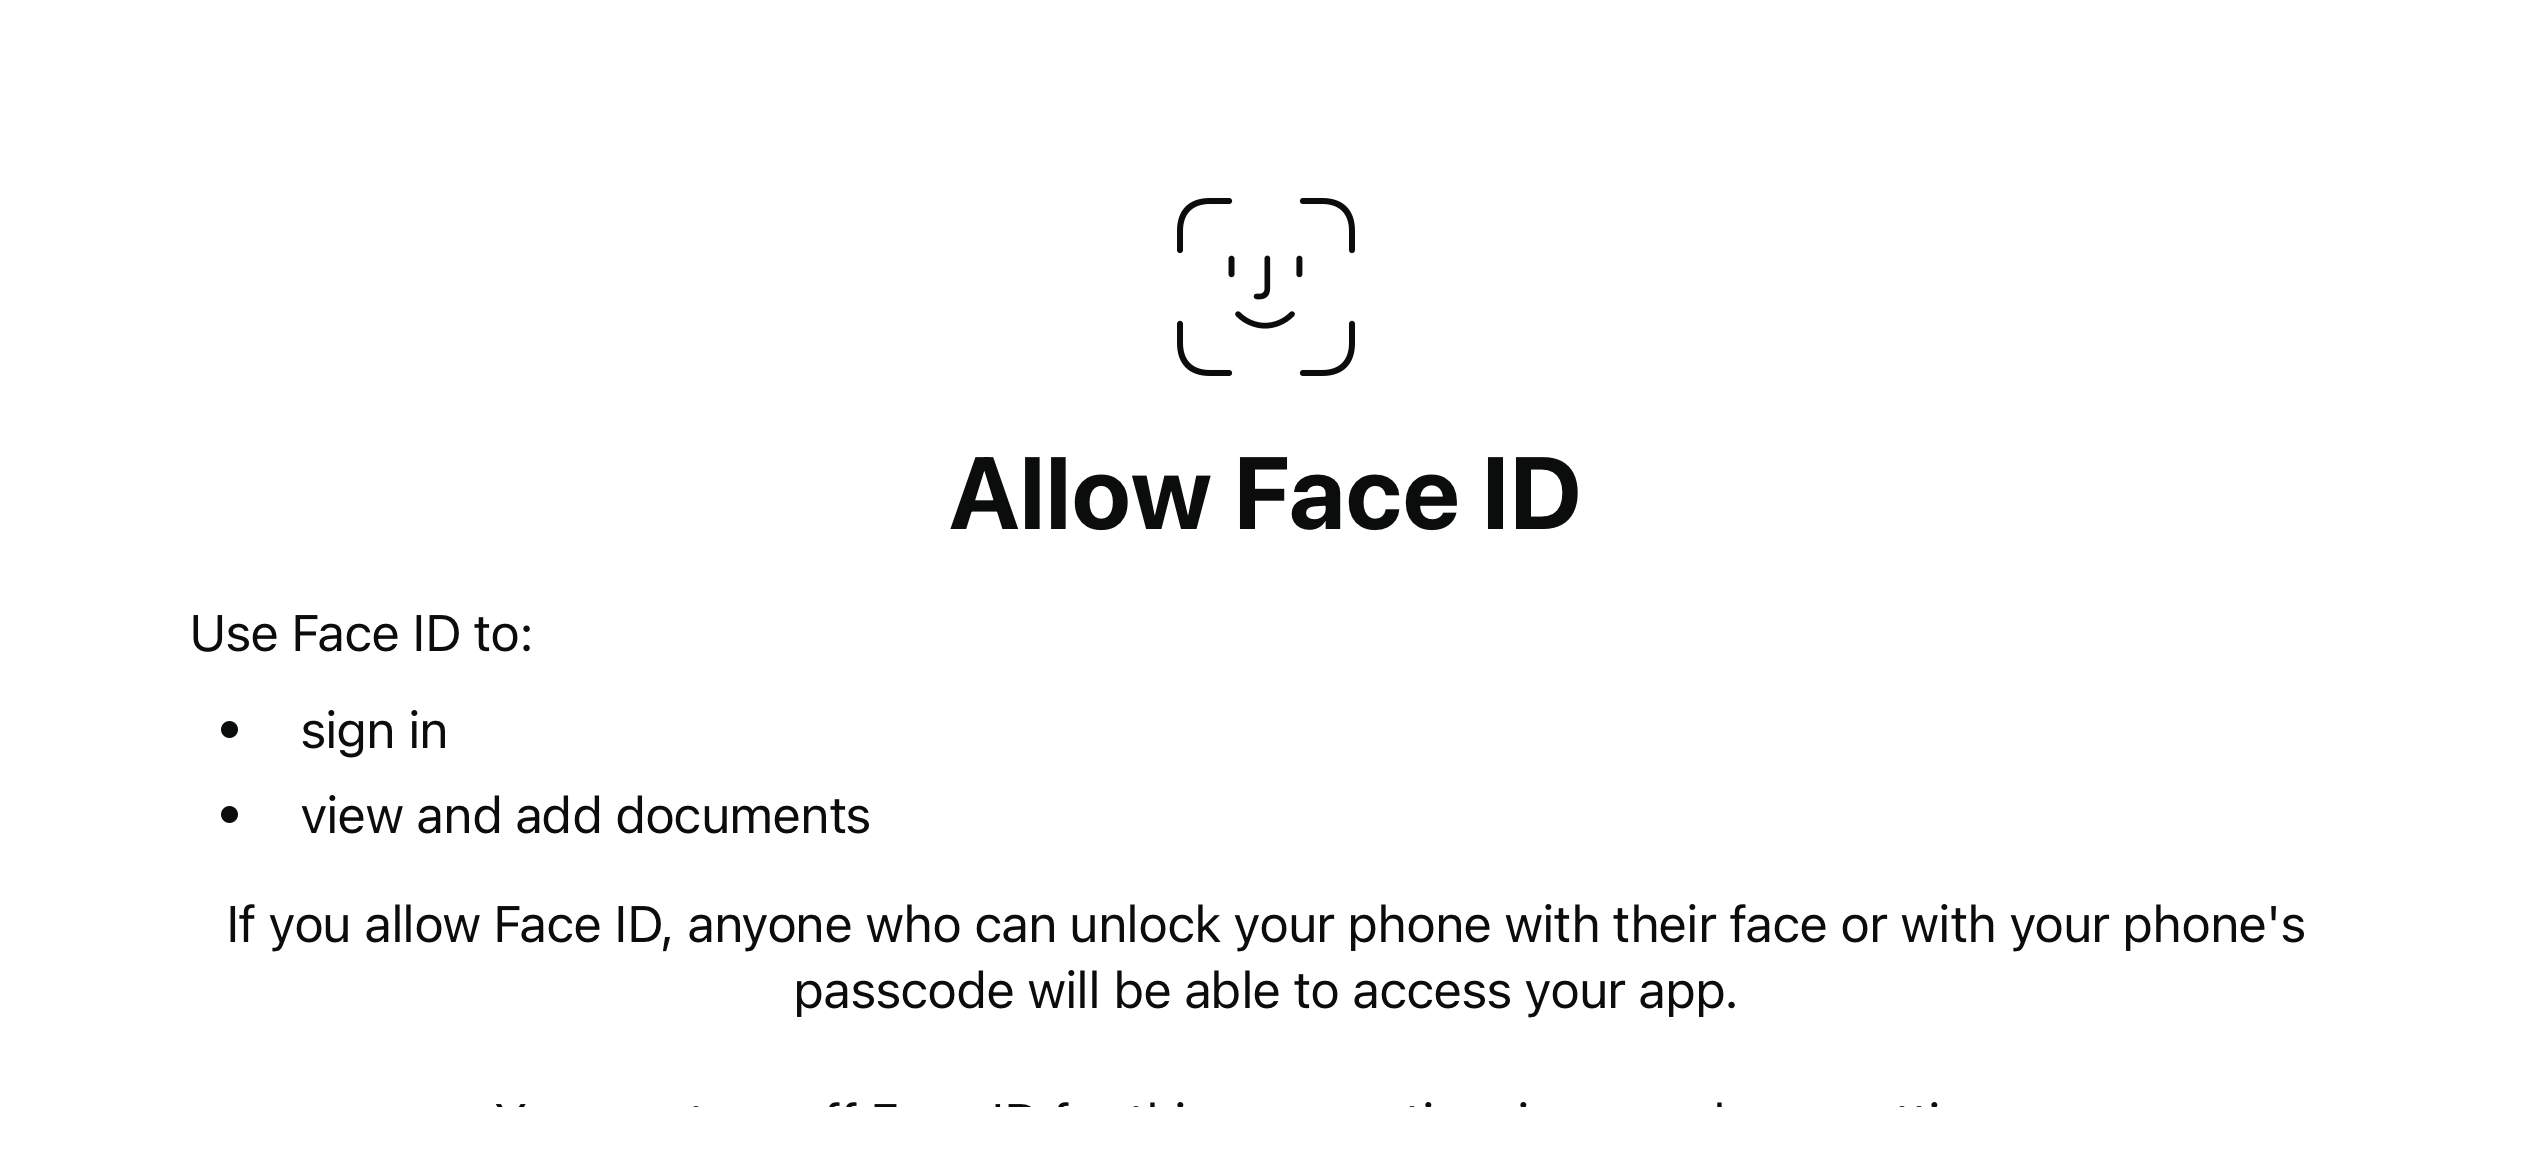 Allow Face ID
Use Face ID to:
• sign in
• view and add documents
If you allow Face ID, anyone who can unlock your phone with their face or with your phone's
passcode will be able to access your app.